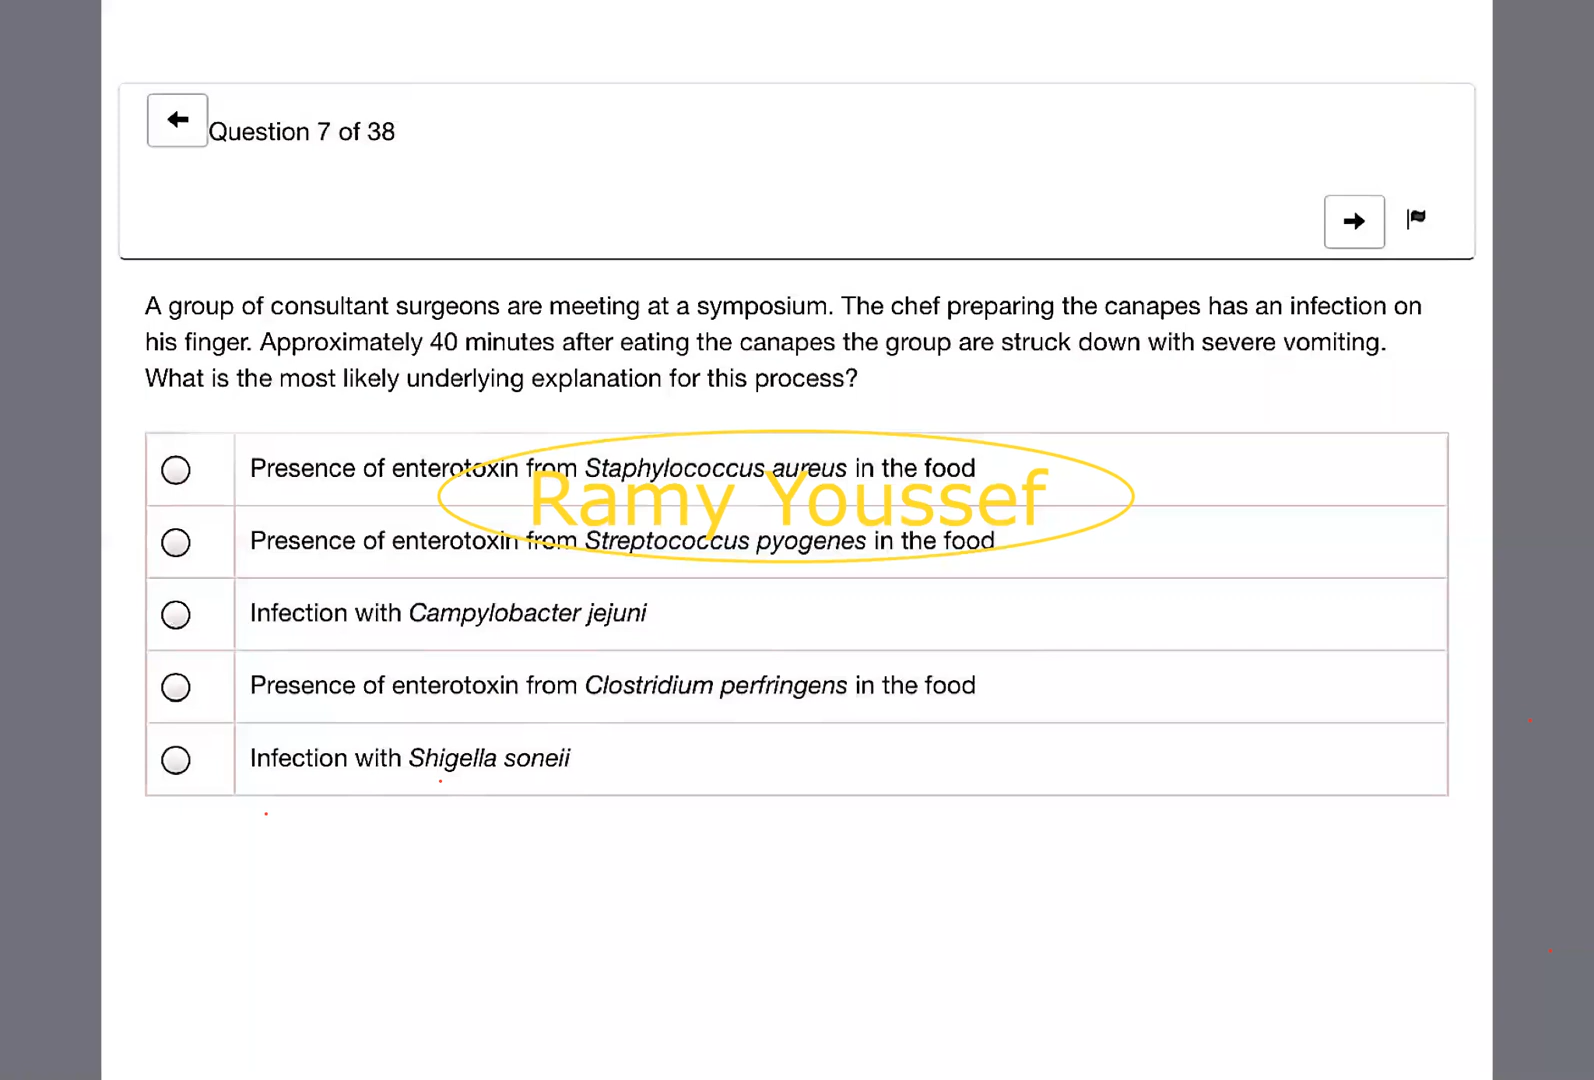 Question 7 of 38
A group of consultant surgeons are meeting at a symposium. The chef preparing the canapes has an infection on
his finger. Approximately 40 minutes after eating the canapes the group are struck down with severe vomiting.
What is the most likely underlying explanation for this process?
Presence of enterotoxin from Staphylococcus aureus in the food
Ramy Youssef
Presence of enterotoxin from Streptococcus pyogenes in the food
Infection with Campylobacter jejuni
Presence of enterotoxin from Clostridium perfringens in the food
Infection with Shigella soneii